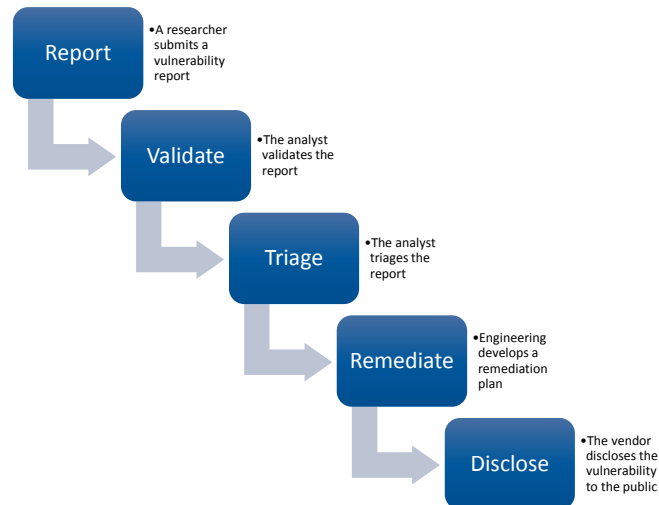 Report
•A researcher
submits a
vulnerability
report
Validate
•The analyst
validates the
report
Triage
•The analyst
triages the
report
Remediate
•Engineering
develops a
remediation
plan
Disclose
•The vendor
discloses the
vulnerability
to the public